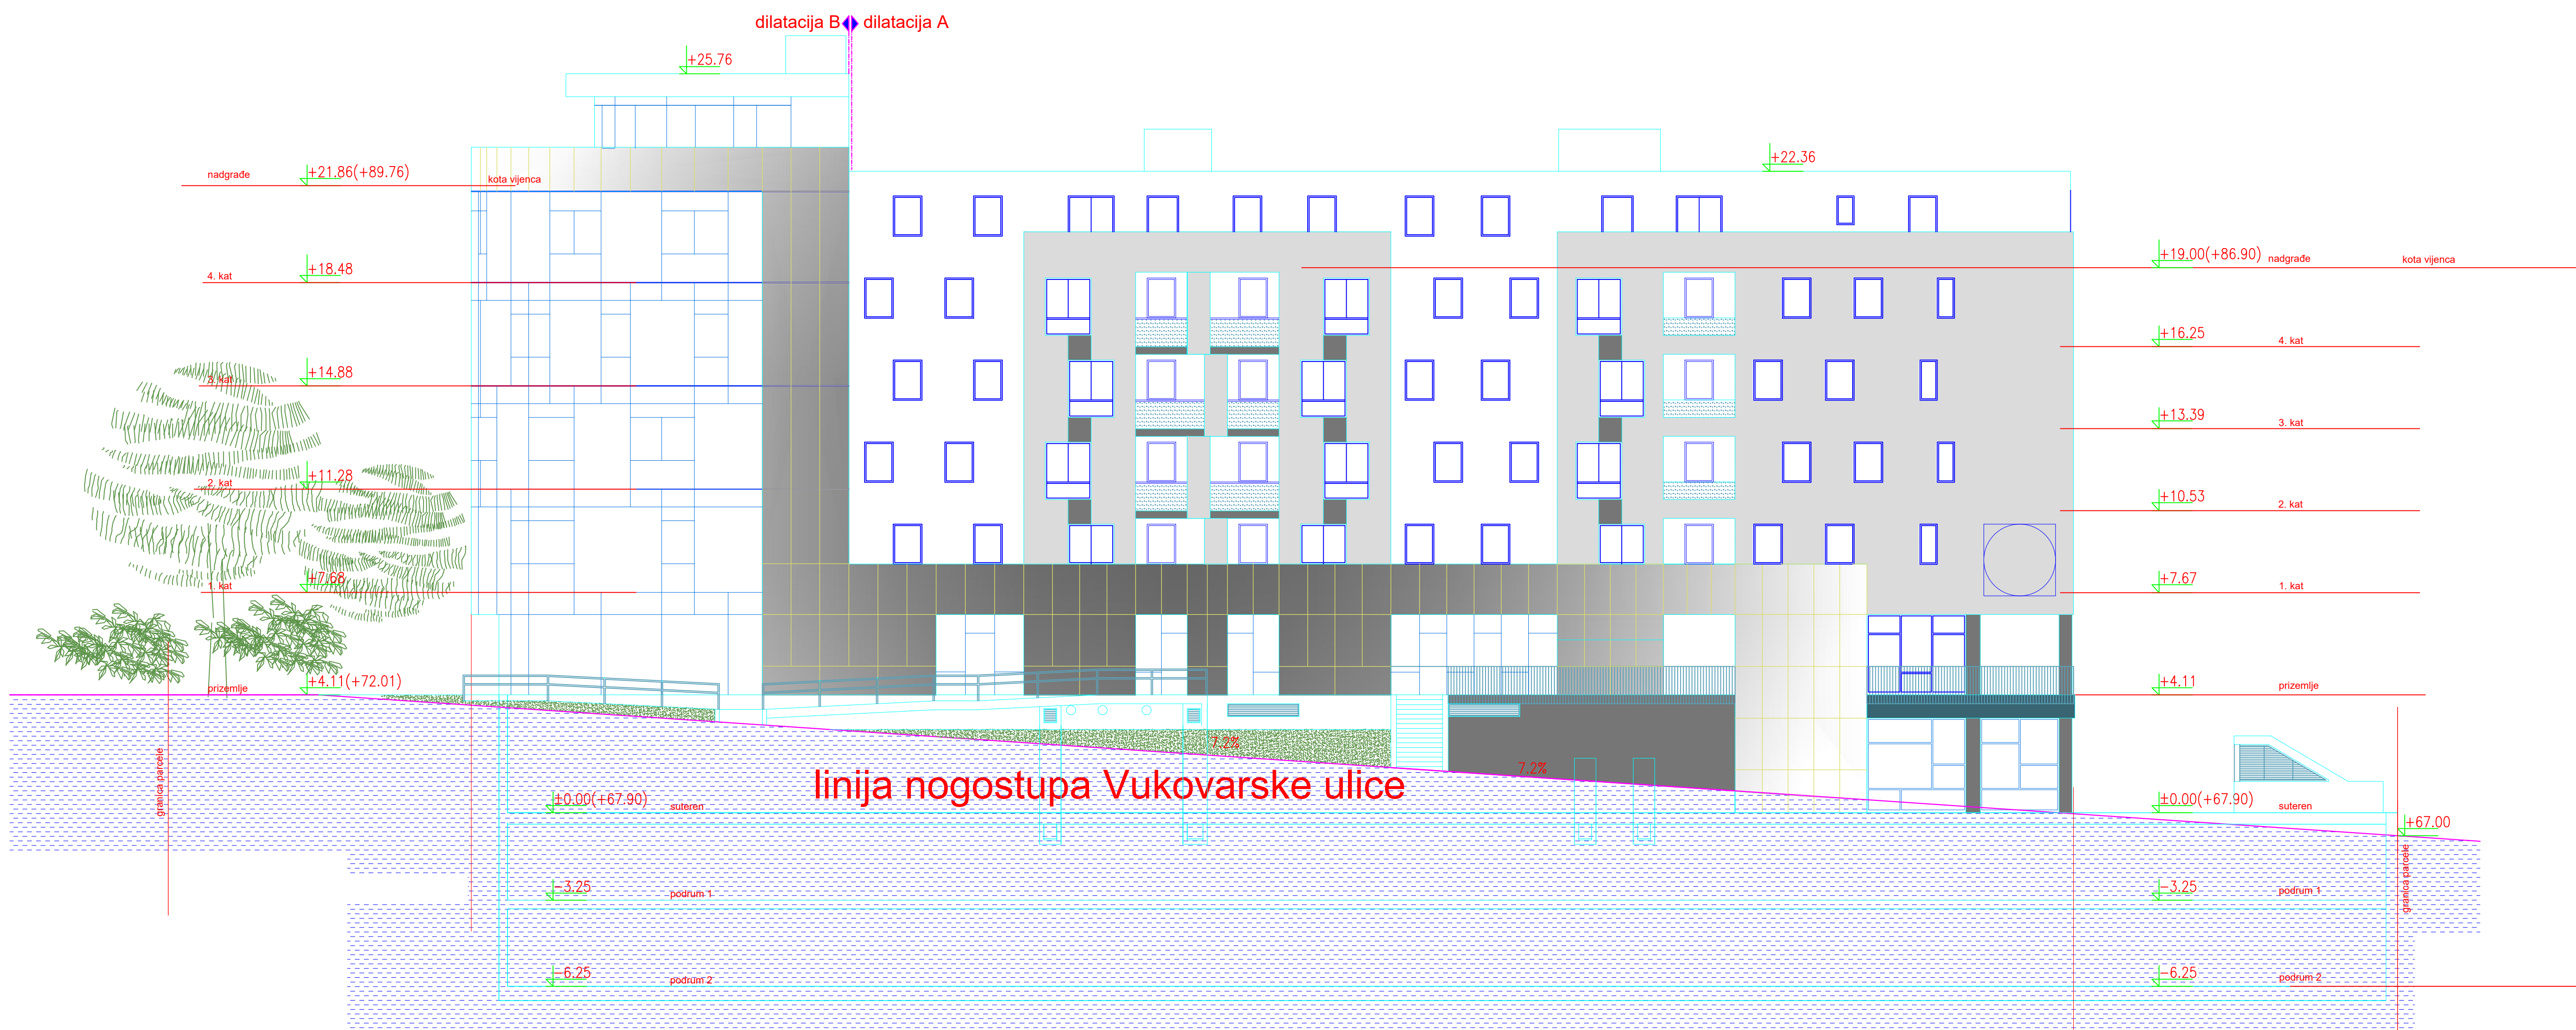 dilatacija B dilatacija A
+25.76
+22.36
nadgrađe +21.86(+89.76) kota vijenca
+19.00(+86.90) nadgrađe kota vijenca
4. kat +18.48
+16.25 4. kat
3. kat +14.88
+13.39 3. kat
2. kat +11.28
+10.53 2. kat
1. kat +7.68
+7.67 1. kat
prizemlje +4.11(+72.01)
+4.11 prizemlje
7.2%
7.2%
granica parcele
linija nogostupa Vukovarske ulice
±0.00(+67.90) suteren
±0.00(+67.90) suteren
+67.00
granica parcele
-3.25 podrum 1
-3.25 podrum 1
-6.25 podrum 2
-6.25 podrum 2